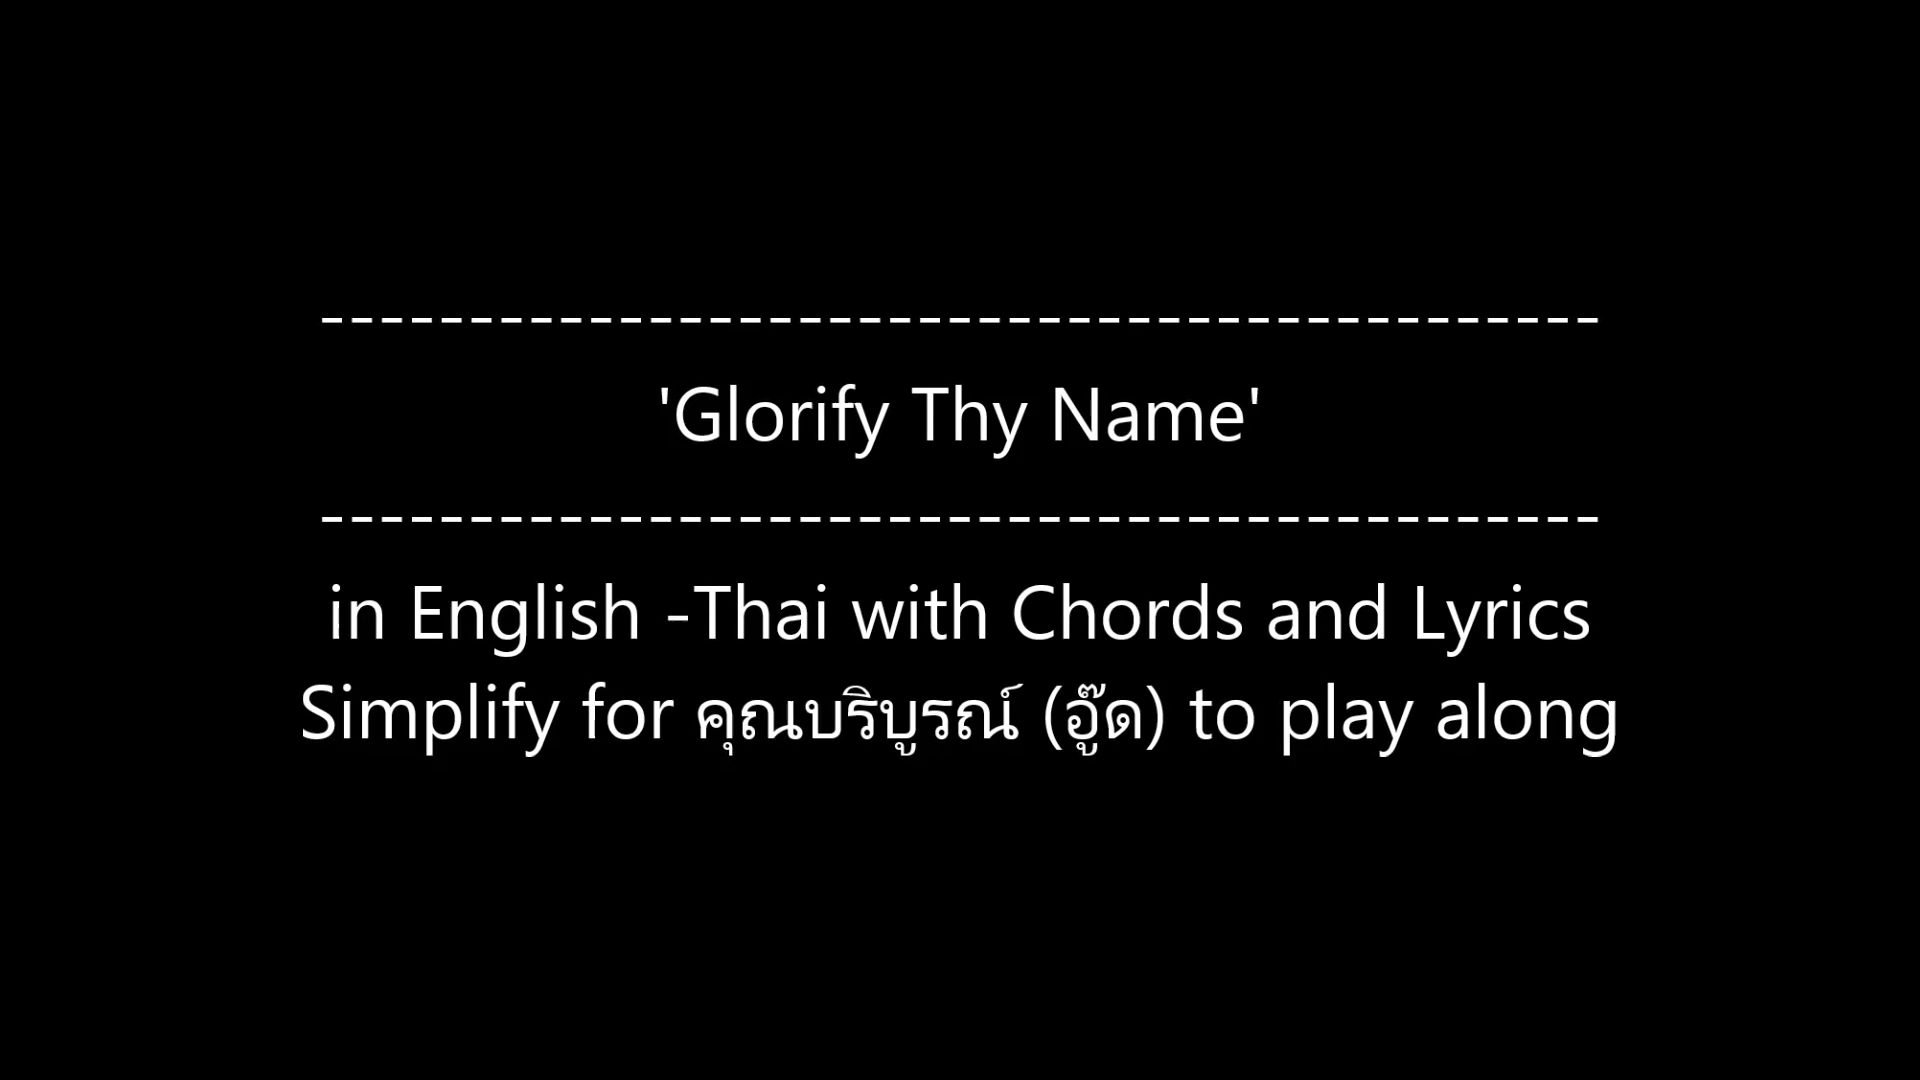 -------------------------------------------
'Glorify Thy Name'
-------------------------------------------
in English -Thai with Chords and Lyrics
Simplify for คุณบริบูรณ์ (อู๊ด) to play along